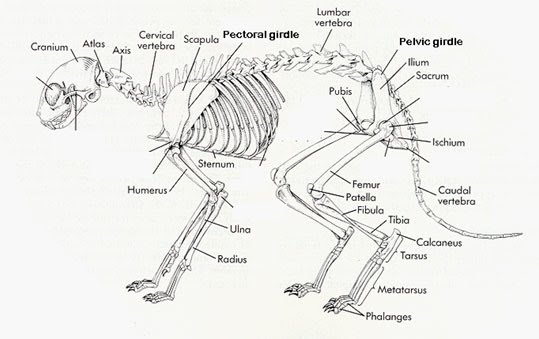 Lumbar
vertebra
Cervical
vertebra
Scapula
Pectoral girdle
Pelvic girdle
Cranium
Atlas
Axis
Ilium
Sacrum
Pubis
Ischium
Sternum
Humerus
Femur
Patella
Fibula
Caudal
vertebra
Ulna
Tibia
Calcaneus
Tarsus
Radius
Metatarsus
Phalanges